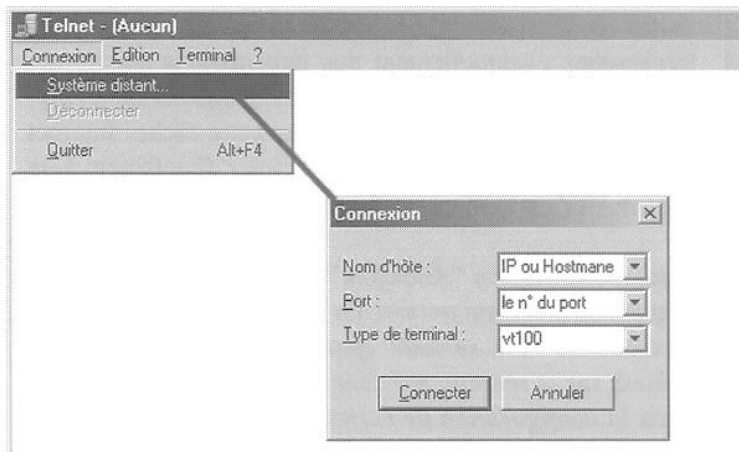 Telnet - (Aucun)
Connexion Edition Terminal ?
Système distant...
Déconnecter
Quitter Alt+F4
Connexion
Nom d'hôte : IP ou Hostmane
Port : le n° du port
Type de terminal : vt100
Connecter Annuler